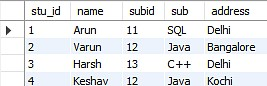 stu_id name subid sub address
1 Arun 11 SQL Delhi
2 Varun 12 Java Bangalore
3 Harsh 13 C++ Delhi
4 Keshav 12 Java Kochi